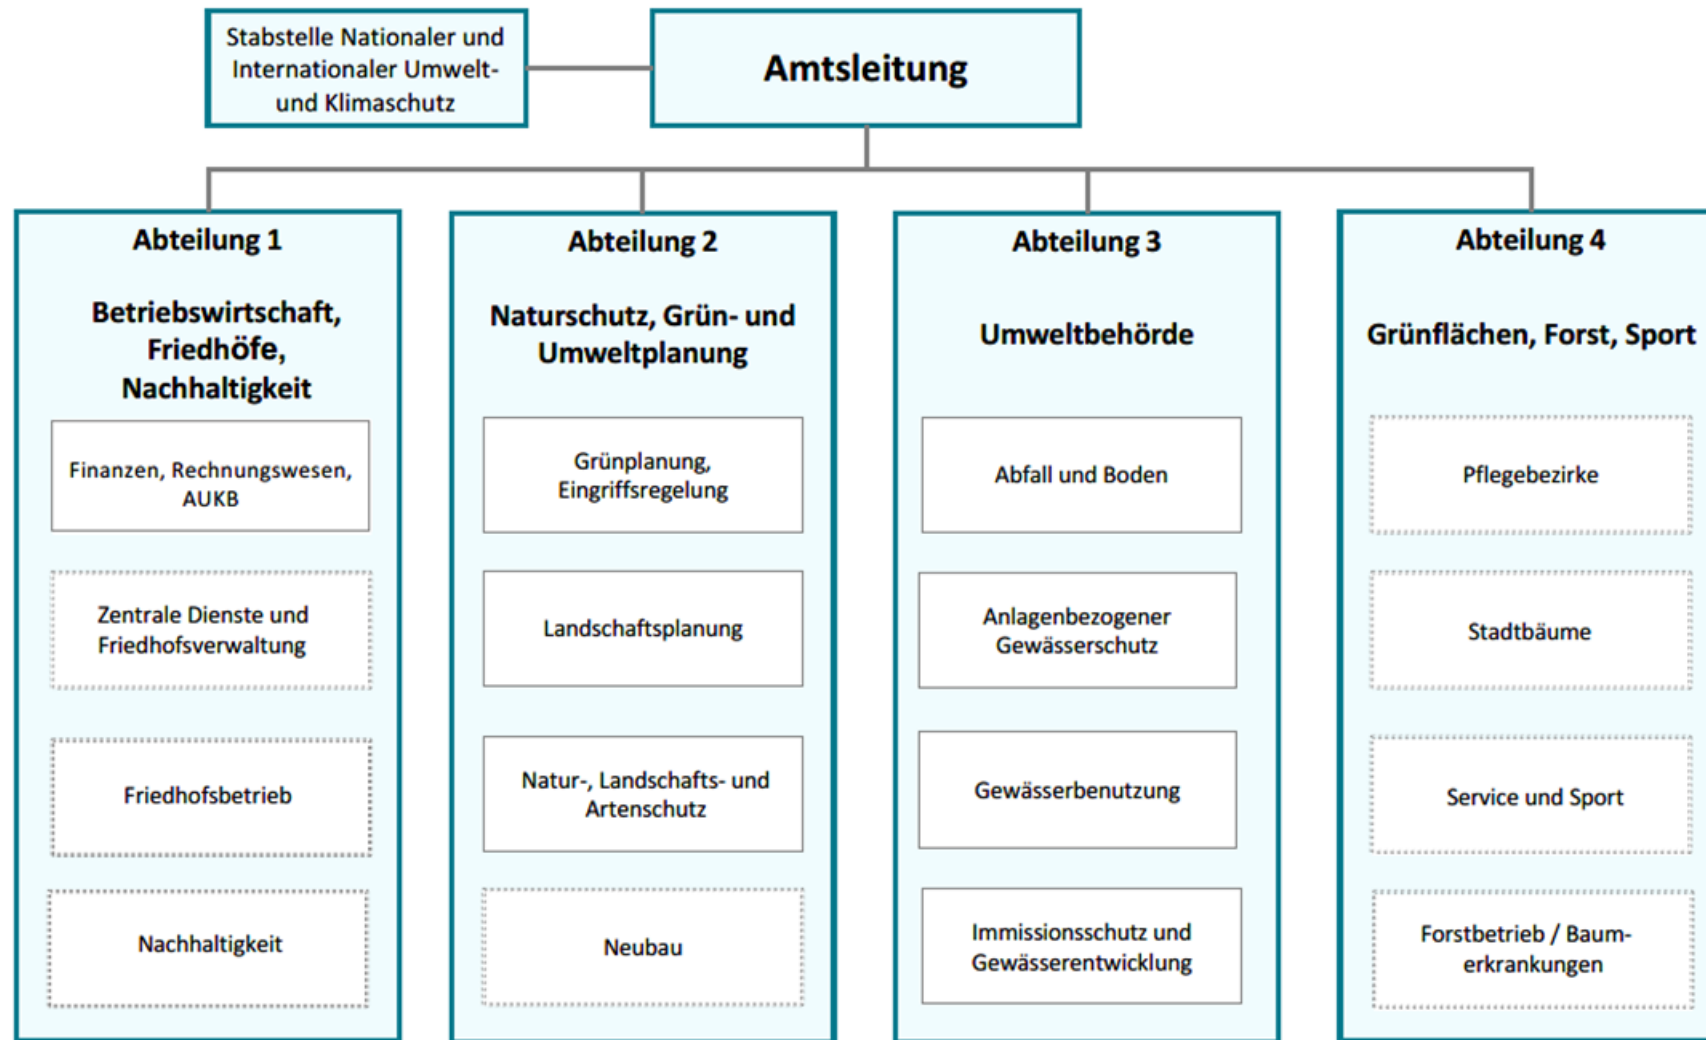 Stabstelle Nationaler und
Internationaler Umwelt-
und Klimaschutz
Amtsleitung
Abteilung 1
Betriebswirtschaft,
Friedhöfe,
Nachhaltigkeit
Finanzen, Rechnungswesen,
AUKB
Zentrale Dienste und
Friedhofsverwaltung
Friedhofsbetrieb
Nachhaltigkeit
Abteilung 2
Naturschutz, Grün- und
Umweltplanung
Grünplanung,
Eingriffsregelung
Landschaftsplanung
Natur-, Landschafts- und
Artenschutz
Neubau
Abteilung 3
Umweltbehörde
Abfall und Boden
Anlagenbezogener
Gewässerschutz
Gewässerbenutzung
Immissionsschutz und
Gewässerentwicklung
Abteilung 4
Grünflächen, Forst, Sport
Pflegebezirke
Stadtbäume
Service und Sport
Forstbetrieb / Baum-
erkrankungen